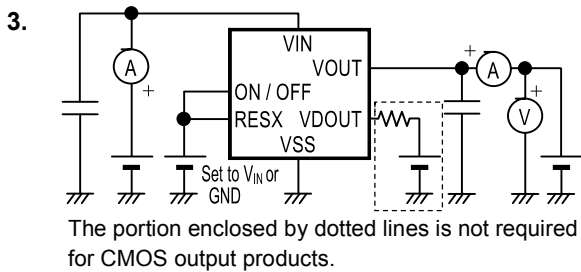 3.
VIN
VOUT
+
A
A
+
+
V
ON / OFF
RESX VDOUT
VSS
Set to VIN or
GND
The portion enclosed by dotted lines is not required
for CMOS output products.